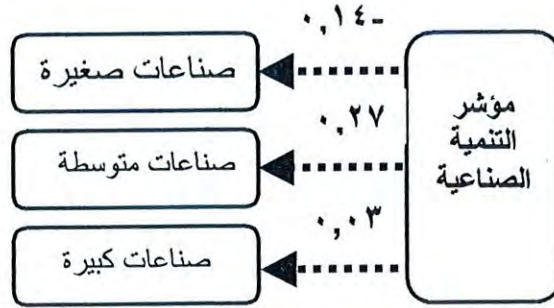 -٠,١٤
صناعات صغيرة
مؤشر
التنمية
الصناعية
٠,٢٧
صناعات متوسطة
٠,٠٣
صناعات كبيرة